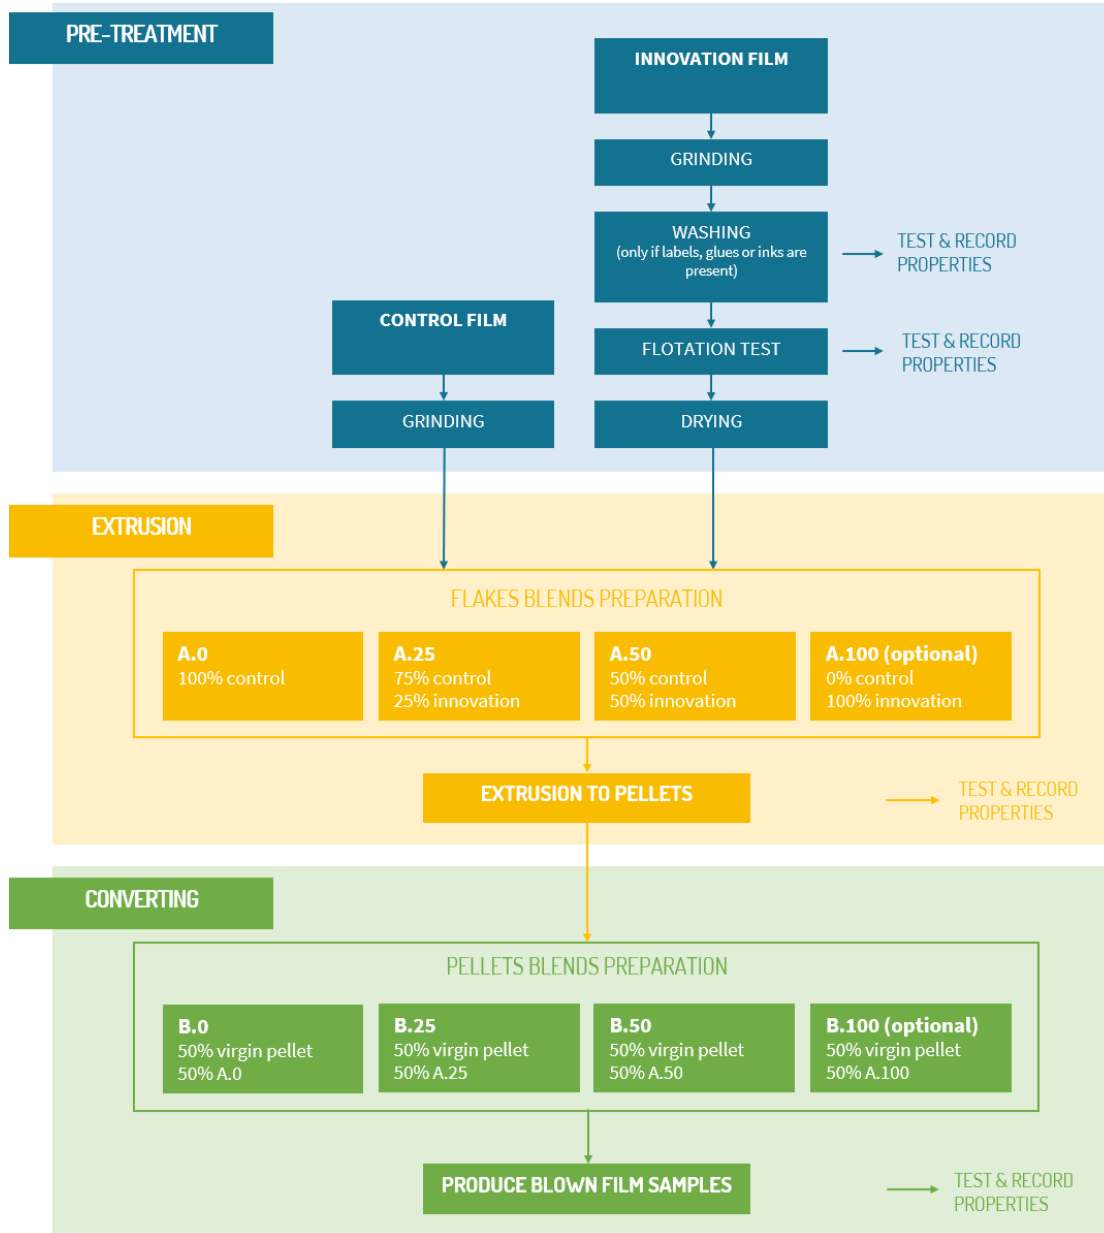 PRE-TREATMENT
INNOVATION FILM
GRINDING
WASHING
(only if labels, glues or inks are
present)
TEST & RECORD
PROPERTIES
CONTROL FILM
FLOTATION TEST
TEST & RECORD
PROPERTIES
GRINDING
DRYING
EXTRUSION
FLAKES BLENDS PREPARATION
A.0
100% control
A.25
75% control
25% innovation
A.50
50% control
50% innovation
A.100 (optional)
0% control
100% innovation
EXTRUSION TO PELLETS
TEST & RECORD
PROPERTIES
CONVERTING
PELLETS BLENDS PREPARATION
B.0
50% virgin pellet
50% A.0
B.25
50% virgin pellet
50% A.25
B.50
50% virgin pellet
50% A.50
B.100 (optional)
50% virgin pellet
50% A.100
PRODUCE BLOWN FILM SAMPLES
TEST & RECORD
PROPERTIES